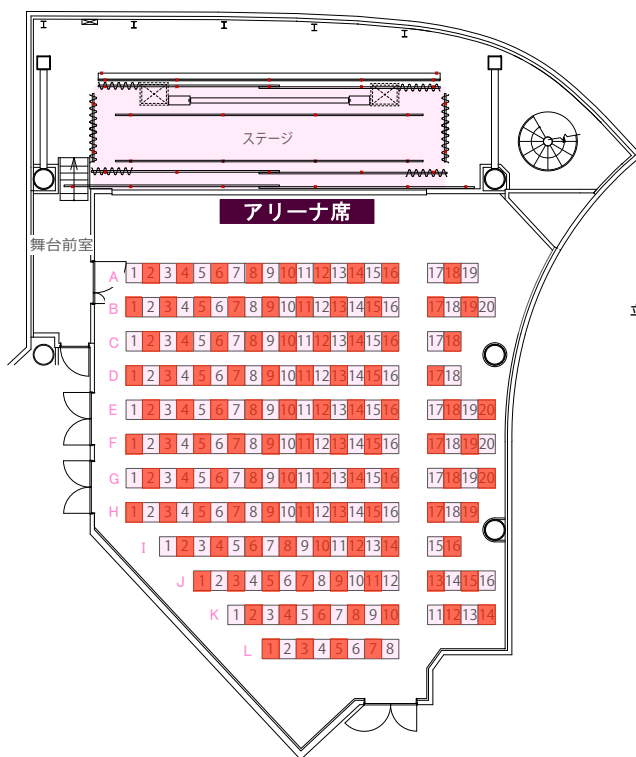 ステージ
アリーナ席
舞台前室
A 1 2 3 4 5 6 7 8 9 10 11 12 13 14 15 16 17 18 19
B 1 2 3 4 5 6 7 8 9 10 11 12 13 14 15 16 17 18 19 20
C 1 2 3 4 5 6 7 8 9 10 11 12 13 14 15 16 17 18
D 1 2 3 4 5 6 7 8 9 10 11 12 13 14 15 16 17 18
E 1 2 3 4 5 6 7 8 9 10 11 12 13 14 15 16 17 18 19 20
F 1 2 3 4 5 6 7 8 9 10 11 12 13 14 15 16 17 18 19 20
G 1 2 3 4 5 6 7 8 9 10 11 12 13 14 15 16 17 18 19 20
H 1 2 3 4 5 6 7 8 9 10 11 12 13 14 15 16 17 18 19
I 1 2 3 4 5 6 7 8 9 10 11 12 13 14 15 16
J 1 2 3 4 5 6 7 8 9 10 11 12 13 14 15 16
K 1 2 3 4 5 6 7 8 9 10 11 12 13 14
L 1 2 3 4 5 6 7 8